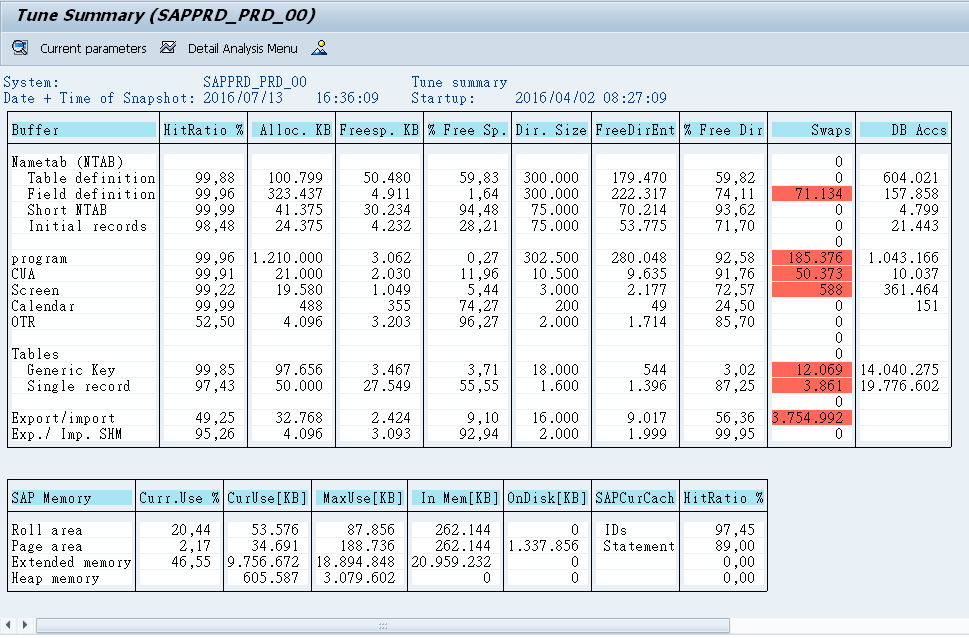 Tune Summary (SAPPRD_PRD_00)
Current parameters Detail Analysis Menu
System: SAPPRD_PRD_00 Tune summary
Date + Time of Snapshot: 2016/07/13 16:36:09 Startup: 2016/04/02 08:27:09
Buffer HitRatio % Alloc. KB Freesp. KB % Free Sp. Dir. Size FreeDirEnt % Free Dir Swaps DB Accs
Nametab (NTAB) 0
Table definition 99,88 100.799 50.480 59,83 300.000 179.470 59,82 0 604.021
Field definition 99,96 323.437 4.911 1,64 300.000 222.317 74,11 71.134 157.858
Short NTAB 99,99 41.375 30.234 94,48 75.000 70.214 93,62 0 4.799
Initial records 98,48 24.375 4.232 28,21 75.000 53.775 71,70 0 21.443
0
program 99,96 1.210.000 3.062 0,27 302.500 280.048 92,58 185.376 1.043.166
CUA 99,91 21.000 2.030 11,96 10.500 9.635 91,76 50.373 10.037
Screen 99,22 19.580 1.049 5,44 3.000 2.177 72,57 588 361.464
Calendar 99,99 488 355 74,27 200 49 24,50 0 151
OTR 52,50 4.096 3.203 96,27 2.000 1.714 85,70 0
0
Tables 0
Generic Key 99,85 97.656 3.467 3,71 18.000 544 3,02 12.069 14.040.275
Single record 97,43 50.000 27.549 55,55 1.600 1.396 87,25 3.861 19.776.602
0
Export/import 49,25 32.768 2.424 9,10 16.000 9.017 56,36 3.754.992
Exp./ Imp. SHM 95,26 4.096 3.093 92,94 2.000 1.999 99,95 0
SAP Memory Curr.Use % CurUse[KB] MaxUse[KB] In Mem[KB] OnDisk[KB] SAPCurCach HitRatio %
Roll area 20,44 53.576 87.856 262.144 0 IDs 97,45
Page area 2,17 34.691 188.736 262.144 1.337.856 Statement 89,00
Extended memory 46,55 9.756.672 18.894.848 20.959.232 0 0,00
Heap memory 605.587 3.079.602 0 0 0,00